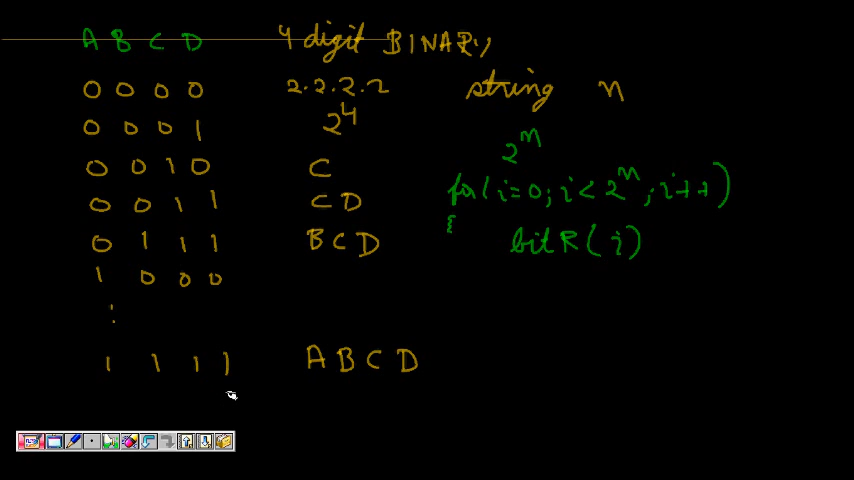 A B C D 4 digit BINARY
0 0 0 0 2.2.2.2 string n
0 0 0 1 2^4
2^n
0 0 1 0 C
0 0 1 1 C D for(i=0; i<2^n; i++)
{
0 1 1 1 B C D bitR(i)
1 0 0 0
:
1 1 1 1 A B C D